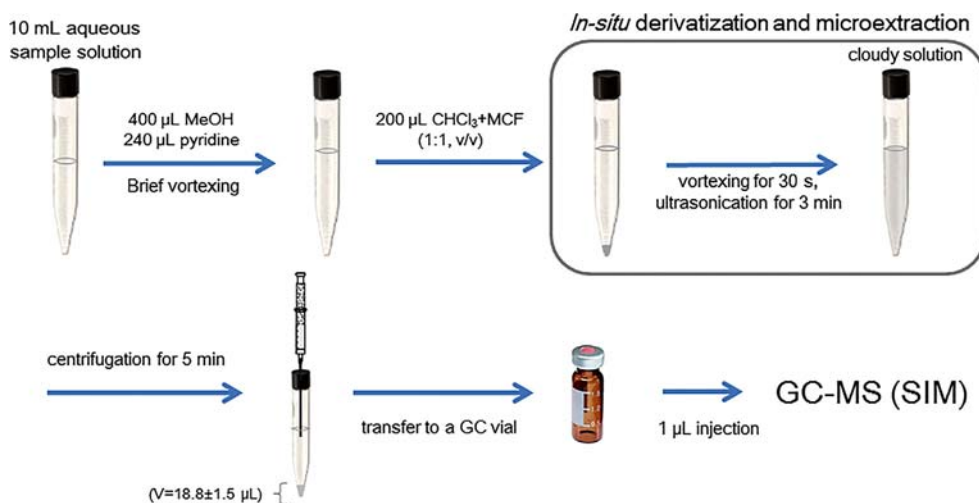 10 mL aqueous
sample solution
In-situ derivatization and microextraction
cloudy solution
400 µL MeOH
240 µL pyridine
Brief vortexing
200 µL CHCl₃+MCF
(1:1, v/v)
vortexing for 30 s,
ultrasonication for 3 min
centrifugation for 5 min
(V=18.8±1.5 µL)
transfer to a GC vial
1 µL injection
GC-MS (SIM)